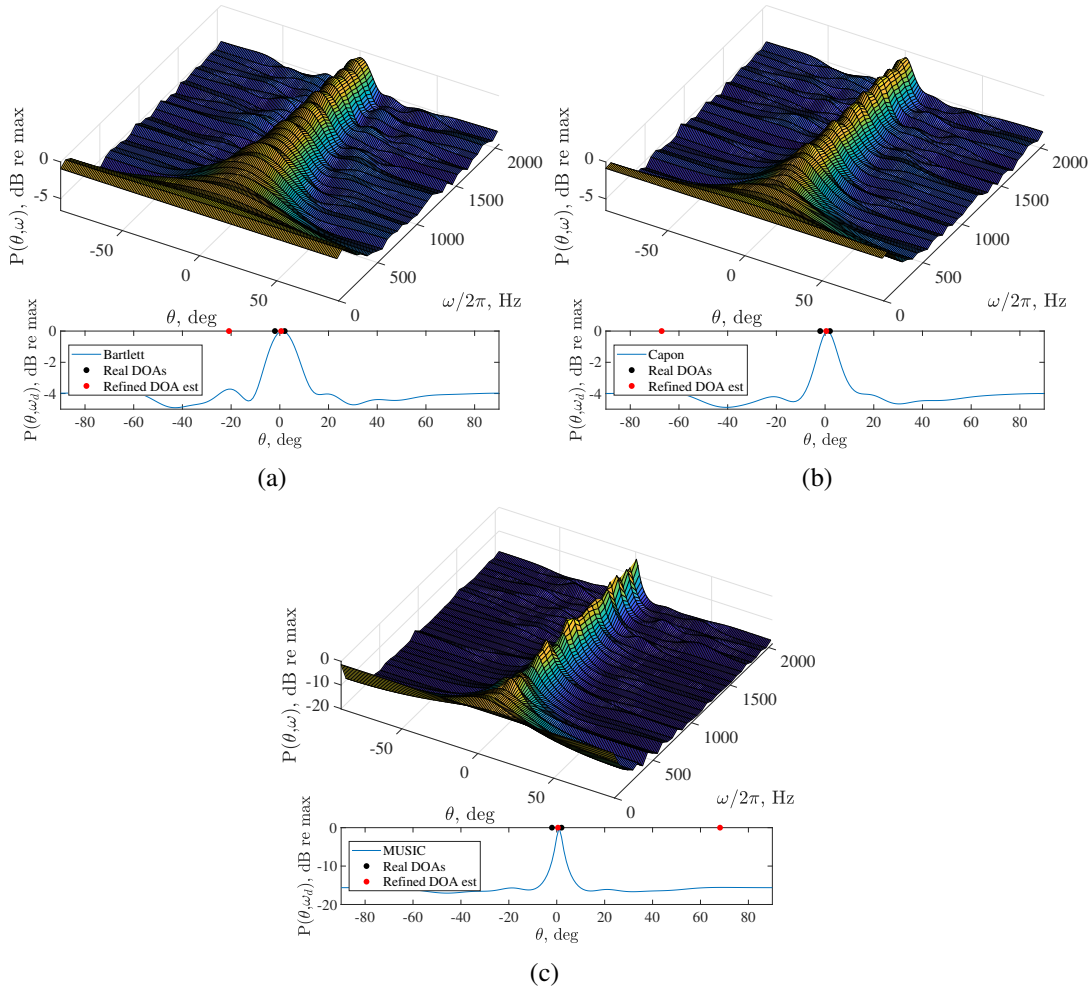 0
-5
P(θ,ω), dB re max
-50
0
50
θ, deg
0
500
1000
1500
2000
ω/2π, Hz
0
-2
-4
P(θ,ω_d), dB re max
Bartlett
Real DOAs
Refined DOA est
-80 -60 -40 -20 0 20 40 60 80
θ, deg
(a)
0
-5
P(θ,ω), dB re max
-50
0
50
θ, deg
0
500
1000
1500
2000
ω/2π, Hz
0
-2
-4
P(θ,ω_d), dB re max
Capon
Real DOAs
Refined DOA est
-80 -60 -40 -20 0 20 40 60 80
θ, deg
(b)
0
-10
-20
P(θ,ω), dB re max
-50
0
50
θ, deg
0
500
1000
1500
2000
ω/2π, Hz
0
-10
-20
P(θ,ω_d), dB re max
MUSIC
Real DOAs
Refined DOA est
-80 -60 -40 -20 0 20 40 60 80
θ, deg
(c)